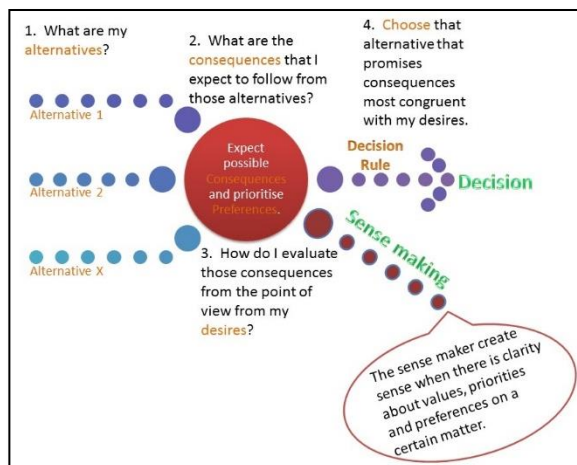 1. What are my
alternatives?
2. What are the
consequences that I
expect to follow from
those alternatives?
4. Choose that
alternative that
promises
consequences
most congruent
with my desires.
Alternative 1
Alternative 2
Alternative X
Expect
possible
Consequences
and prioritise
Preferences.
Decision
Rule
Decision
Sense making
3. How do I evaluate
those consequences
from the point of
view from my
desires?
The sense maker create
sense when there is clarity
about values, priorities
and preferences on a
certain matter.